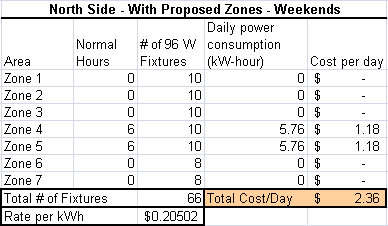 North Side - With Proposed Zones - Weekends
Area Normal Hours # of 96 W Fixtures Daily power consumption (kW-hour) Cost per day
Zone 1 0 10 0 $ -
Zone 2 0 10 0 $ -
Zone 3 0 10 0 $ -
Zone 4 6 10 5.76 $ 1.18
Zone 5 6 10 5.76 $ 1.18
Zone 6 0 8 0 $ -
Zone 7 0 8 0 $ -
Total # of Fixtures 66 Total Cost/Day $ 2.36
Rate per kWh $0.20502